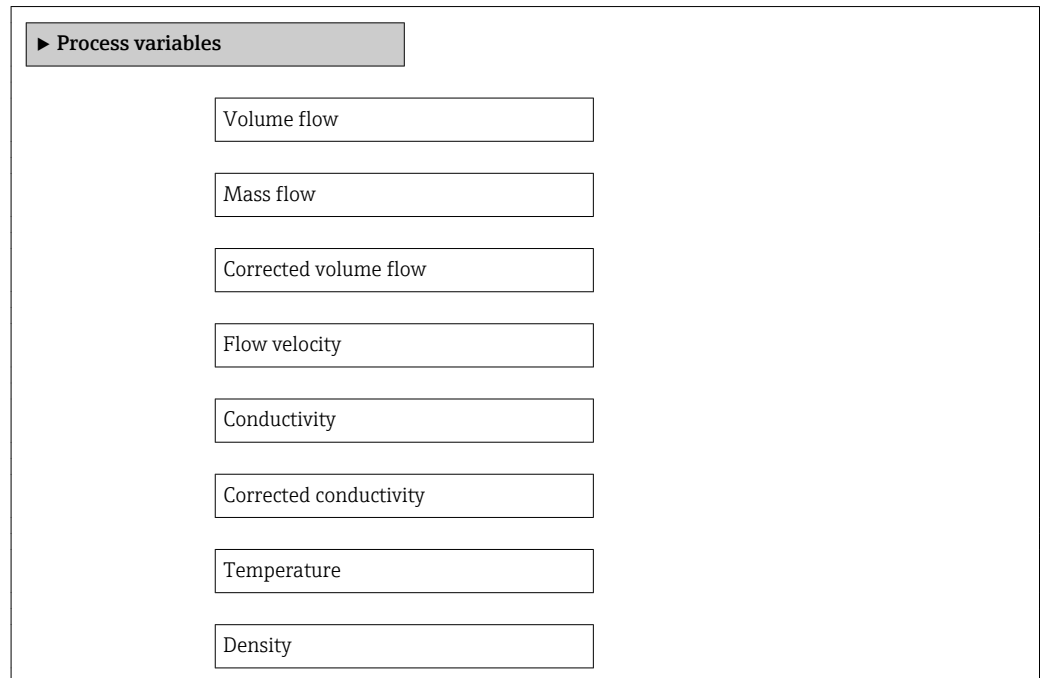 ▶ Process variables
Volume flow
Mass flow
Corrected volume flow
Flow velocity
Conductivity
Corrected conductivity
Temperature
Density